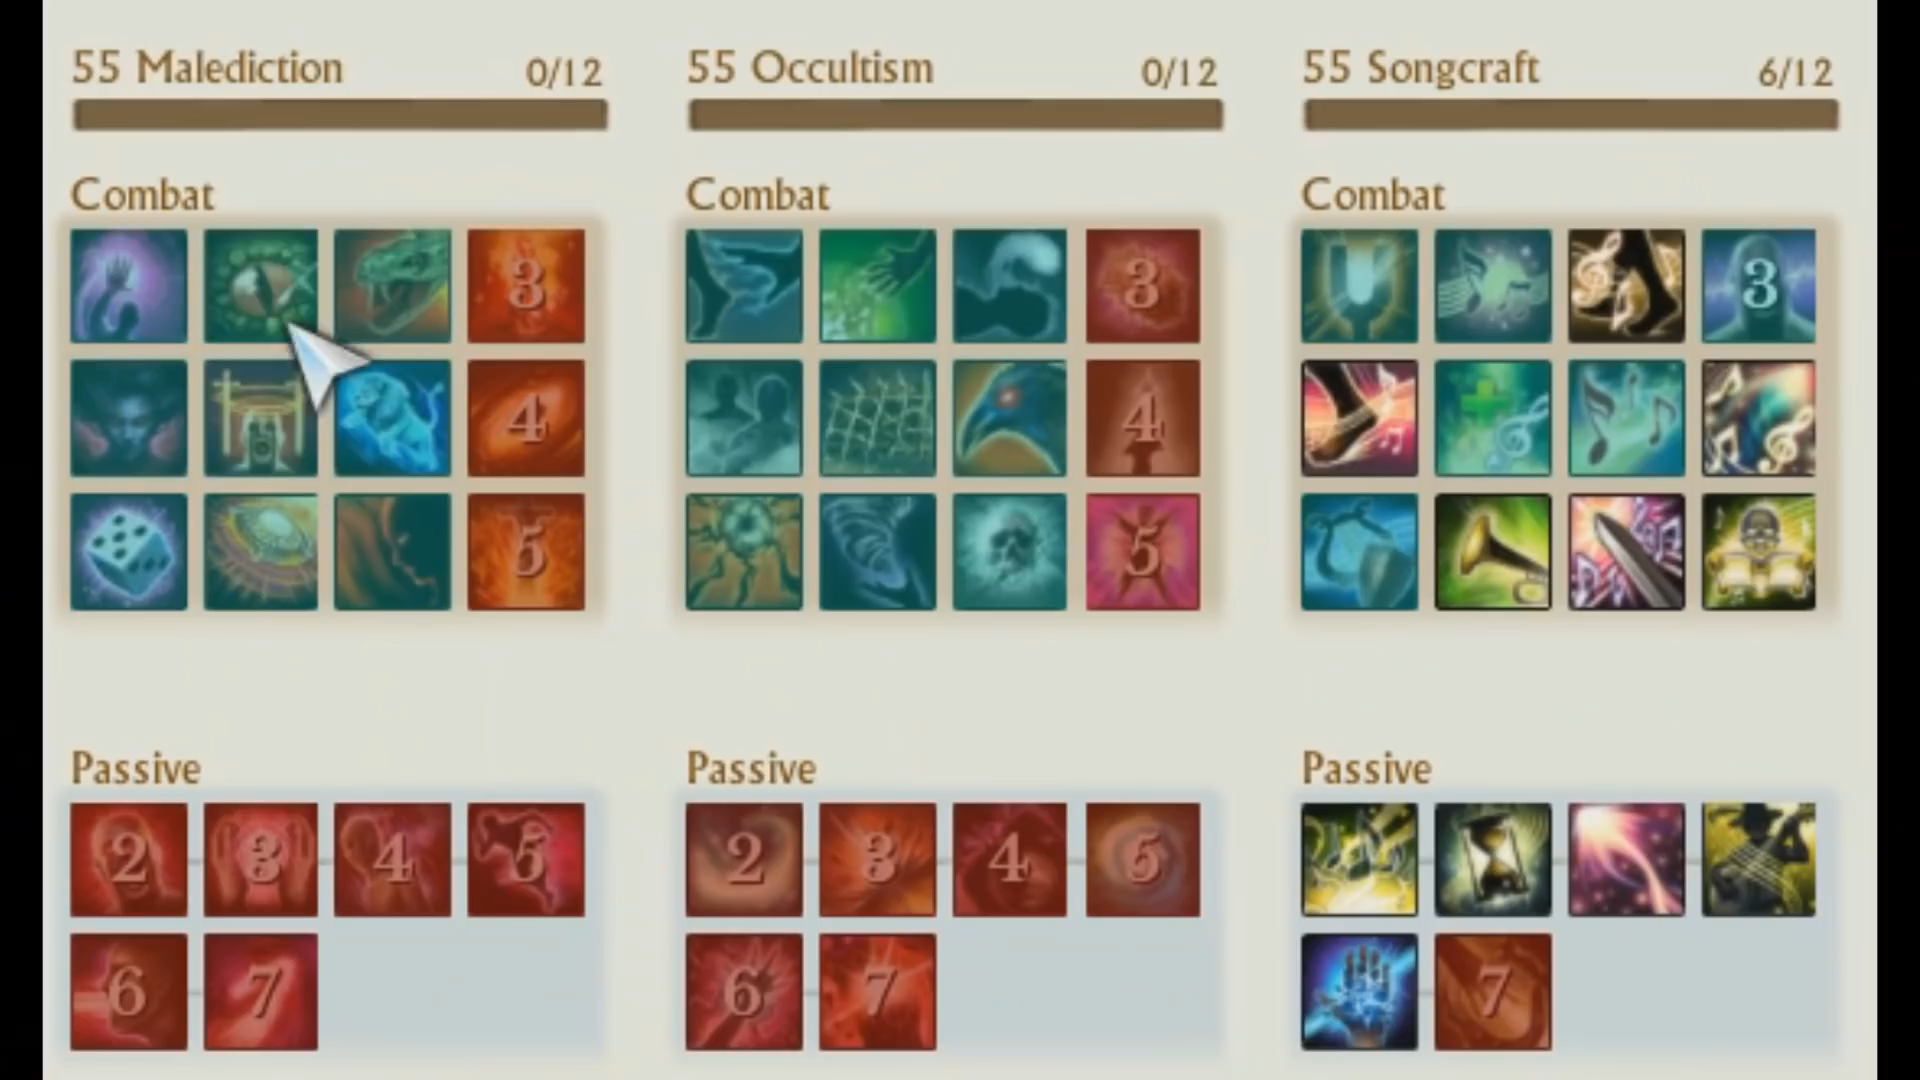 55 Malediction 0/12
55 Occultism 0/12
55 Songcraft 6/12
Combat
Combat
Combat
3
3
3
4
4
5
5
Passive
Passive
Passive
2 3 4 5
2 3 4 5
6 7
6 7
7